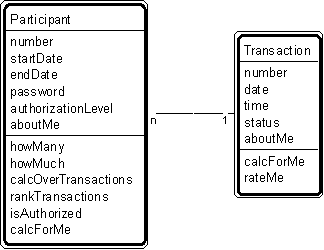 Participant
number
startDate
endDate
password
authorizationLevel
aboutMe
howMany
howMuch
calcOverTransactions
rankTransactions
isAuthorized
calcForMe
n
1
Transaction
number
date
time
status
aboutMe
calcForMe
rateMe